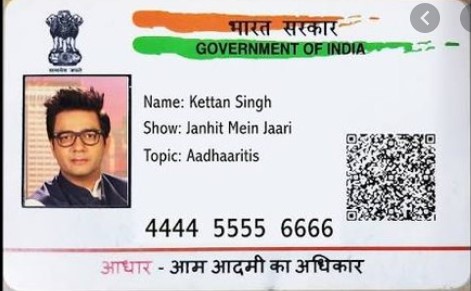 भारत सरकार
GOVERNMENT OF INDIA
सत्यमेव जयते
Name: Kettan Singh
Show: Janhit Mein Jaari
Topic: Aadhaaritis
4444 5555 6666
आधार - आम आदमी का अधिकार